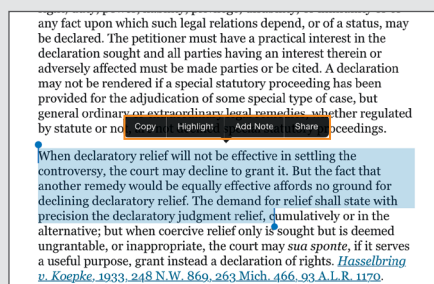 any fact upon which such legal relations depend, or of a status, may
be declared. The petitioner must have a practical interest in the
declaration sought and all parties having an interest therein or
adversely affected must be made parties or be cited. A declaration
may not be rendered if a special statutory proceeding has been
provided for the adjudication of some special type of case, but
general ordinary or extraordinary legal remedies, whether regulated
Copy Highlight Add Note Share
by statute or proceedings.
When declaratory relief will not be effective in settling the
controversy, the court may decline to grant it. But the fact that
another remedy would be equally effective affords no ground for
declining declaratory relief. The demand for relief shall state with
precision the declaratory judgment relief, cumulatively or in the
alternative; but when coercive relief only is sought but is deemed
ungrantable, or inappropriate, the court may sua sponte, if it serves
a useful purpose, grant instead a declaration of rights. Hasselbring
v. Koepke, 1933, 248 N.W. 869, 263 Mich. 466, 93 A.L.R. 1170.